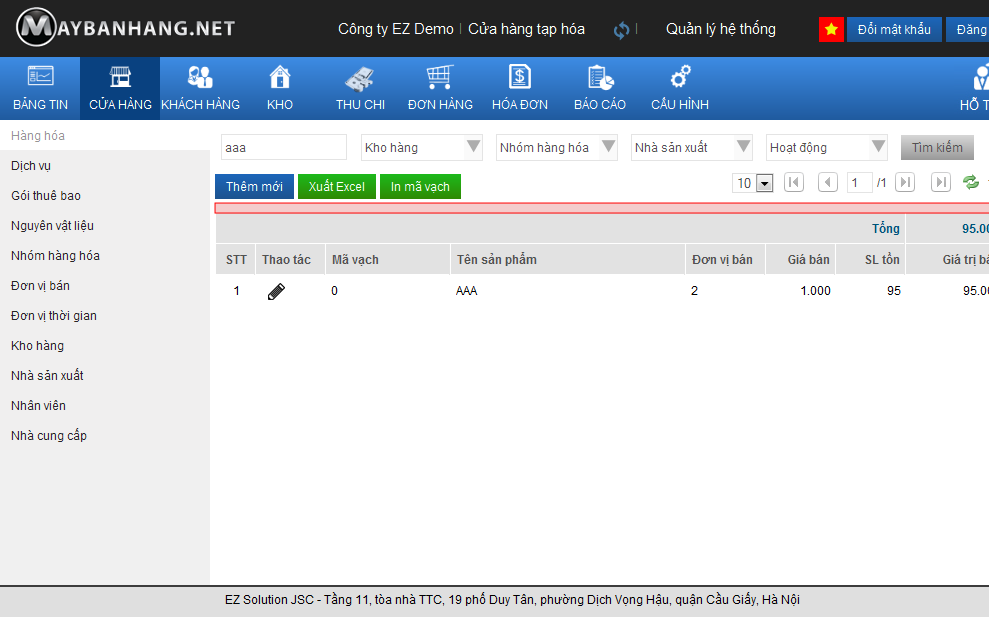 MAYBANHANG.NET
Công ty EZ Demo Cửa hàng tạp hóa Quản lý hệ thống Đổi mật khẩu Đăng
BẢNG TIN CỬA HÀNG KHÁCH HÀNG KHO THU CHI ĐƠN HÀNG HÓA ĐƠN BÁO CÁO CẤU HÌNH HỖ T
Hàng hóa
Dịch vụ
Gói thuê bao
Nguyên vật liệu
Nhóm hàng hóa
Đơn vị bán
Đơn vị thời gian
Kho hàng
Nhà sản xuất
Nhân viên
Nhà cung cấp
aaa Kho hàng Nhóm hàng hóa Nhà sản xuất Hoạt động Tìm kiếm
Thêm mới Xuất Excel In mã vạch 10 1 /1
Tổng 95.00
STT Thao tác Mã vạch Tên sản phẩm Đơn vị bán Giá bán SL tồn Giá trị bá
1 0 AAA 2 1.000 95 95.00
EZ Solution JSC - Tầng 11, tòa nhà TTC, 19 phố Duy Tân, phường Dịch Vọng Hậu, quận Cầu Giấy, Hà Nội